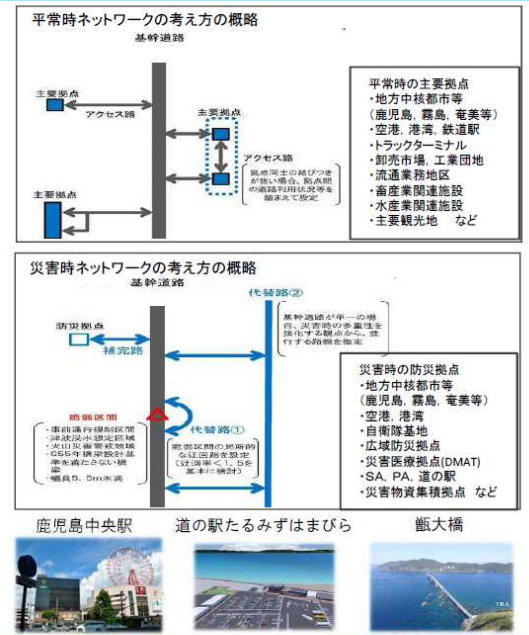 平常時ネットワークの考え方の概略
基幹道路
主要拠点
アクセス路
主要拠点
アクセス路
拠点同士の結びつき
が強い場合、拠点間
の道路利用状況等を
踏まえて設定
主要拠点
平常時の主要拠点
・地方中核都市等
(鹿児島, 霧島, 奄美等)
・空港, 港湾, 鉄道駅
・トラックターミナル
・卸売市場, 工業団地
・流通業務地区
・畜産業関連施設
・水産業関連施設
・主要観光地 など
災害時ネットワークの考え方の概略
基幹道路
代替路②
基幹道路が単一の場
合、災害時の多重性を
強化する観点から、並
行する路線を指定
防災拠点
補完路
脆弱区間
・事前通行規制区間
・津波浸水想定区域
・火山災害警戒地域
・S55年橋梁設計基
準を満たさない橋
梁
・幅員5.5m未満
代替路①
脆弱区間の局所的
な迂回路を設定
(迂回率<1.5を
基本に検討)
災害時の防災拠点
・地方中核都市等
(鹿児島, 霧島, 奄美等)
・空港, 港湾
・自衛隊基地
・広域防災拠点
・災害医療拠点(DMAT)
・SA, PA, 道の駅
・災害物資集積拠点 など
鹿児島中央駅
道の駅たるみずはまびら
甑大橋